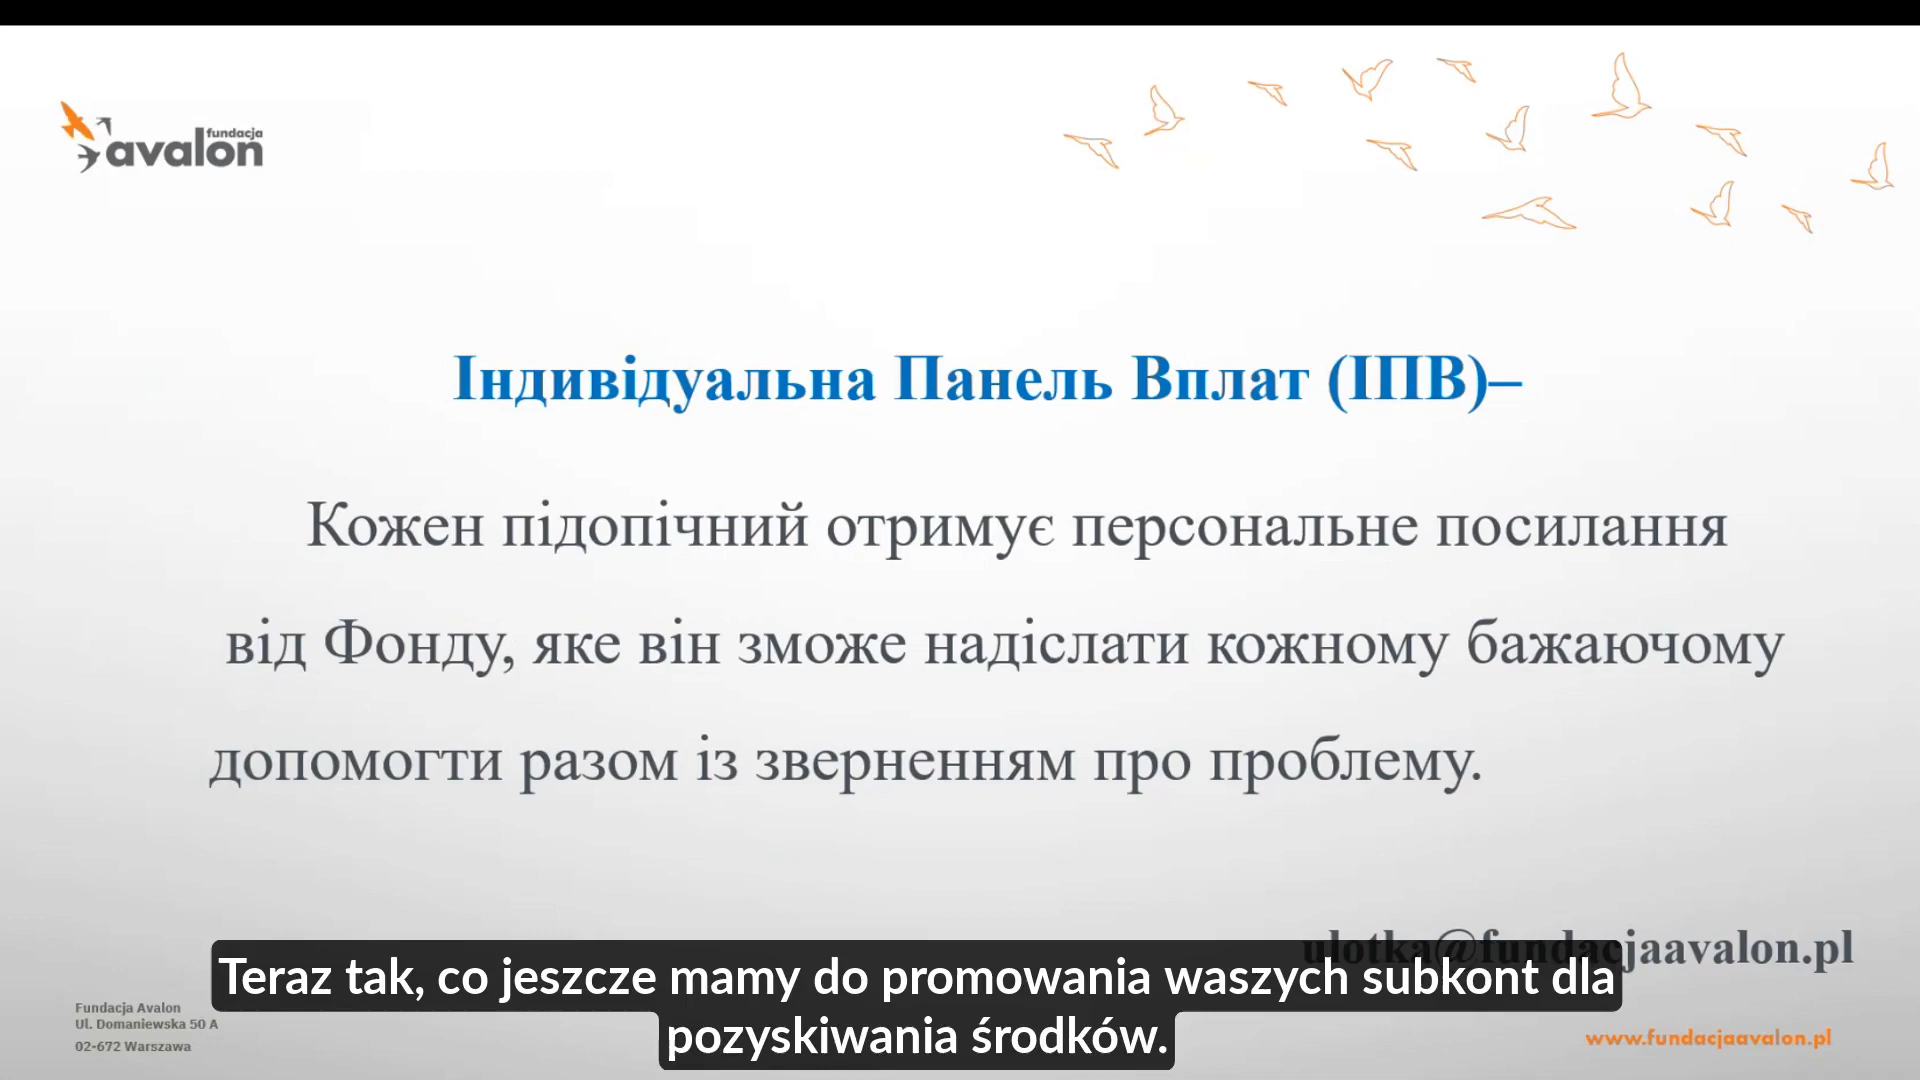 fundacja
avalon
Індивідуальна Панель Вплат (ІПВ)–
Кожен підопічний отримує персональне посилання
від Фонду, яке він зможе надіслати кожному бажаючому
допомогти разом із зверненням про проблему.
ulotka@fundacjaavalon.pl
Teraz tak, co jeszcze mamy do promowania waszych subkont dla
pozyskiwania środków.
Fundacja Avalon
Ul. Domaniewska 50 A
02-672 Warszawa
www.fundacjaavalon.pl